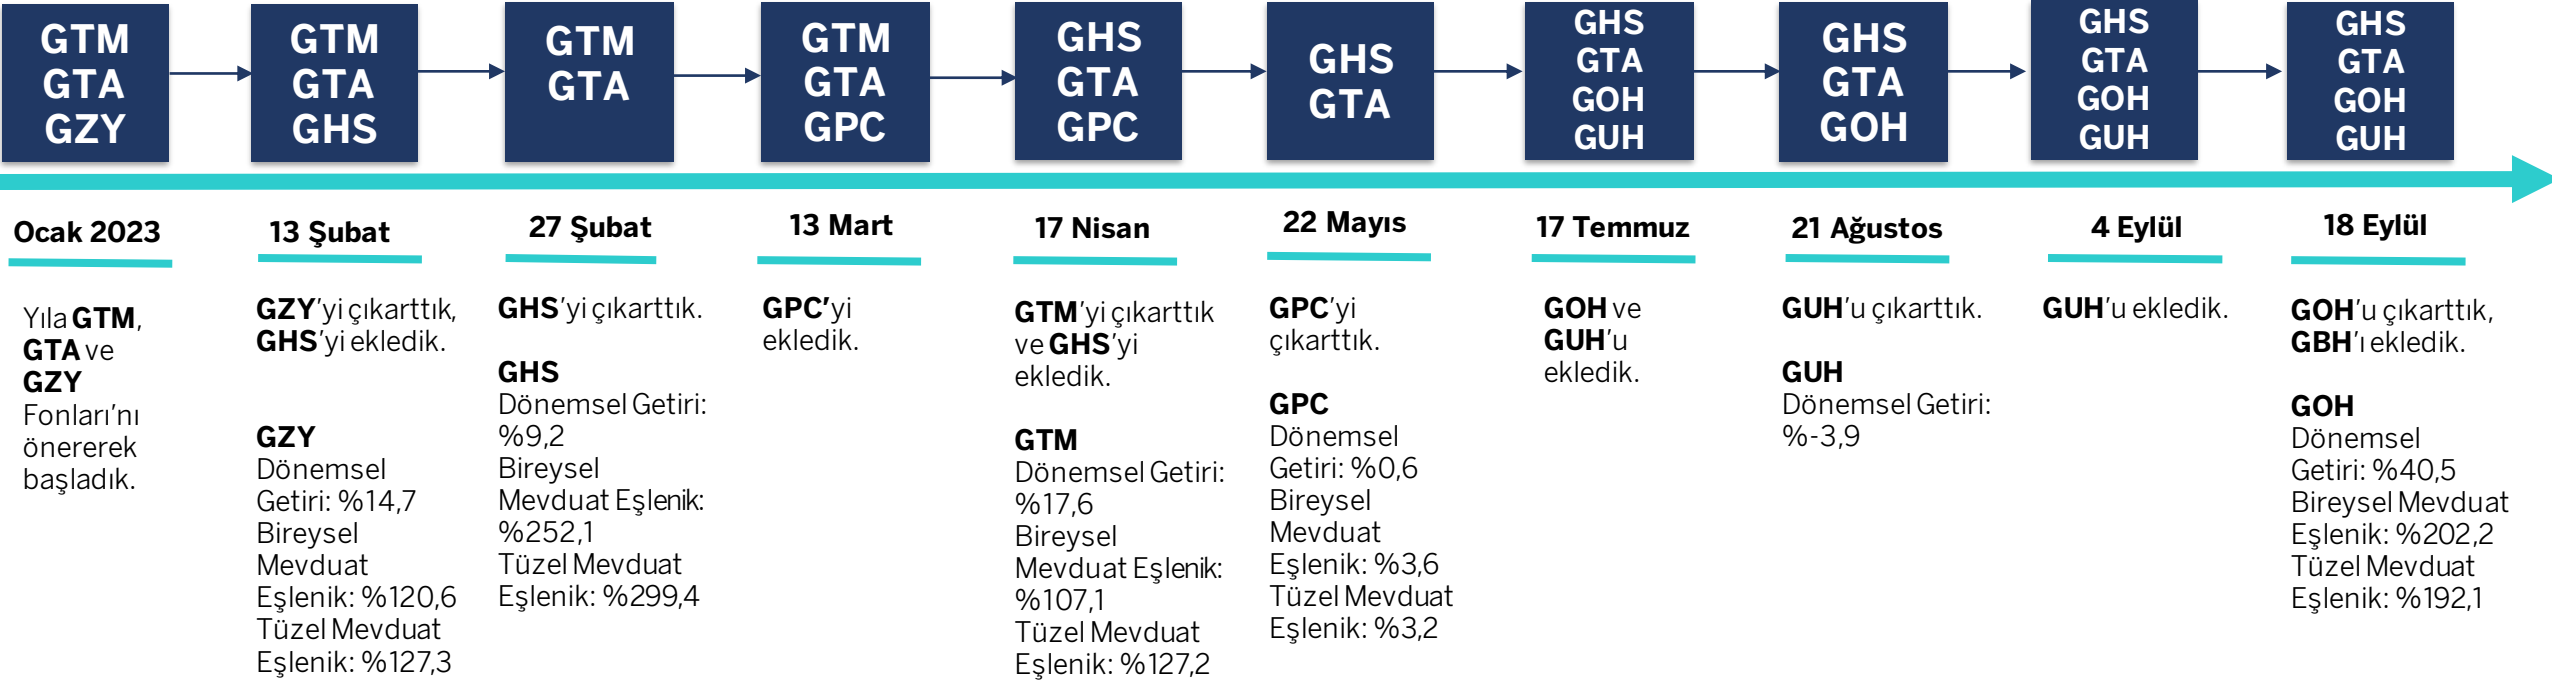 GTM
GTA
GZY
GTM
GTA
GHS
GTM
GTA
GTM
GTA
GPC
GHS
GTA
GPC
GHS
GTA
GHS
GTA
GOH
GUH
GHS
GTA
GOH
GHS
GTA
GOH
GUH
GHS
GTA
GOH
GUH
Ocak 2023
Yıla GTM,
GTA ve
GZY
Fonları’nı
önererek
başladık.
13 Şubat
GZY’yi çıkarttık,
GHS’yi ekledik.
GZY
Dönemsel
Getiri: %14,7
Bireysel
Mevduat
Eşlenik: %120,6
Tüzel Mevduat
Eşlenik: %127,3
27 Şubat
GHS’yi çıkarttık.
GHS
Dönemsel Getiri:
%9,2
Bireysel
Mevduat Eşlenik:
%252,1
Tüzel Mevduat
Eşlenik: %299,4
13 Mart
GPC’yi
ekledik.
17 Nisan
GTM’yi çıkarttık
ve GHS’yi
ekledik.
GTM
Dönemsel Getiri:
%17,6
Bireysel
Mevduat Eşlenik:
%107,1
Tüzel Mevduat
Eşlenik: %127,2
22 Mayıs
GPC’yi
çıkarttık.
GPC
Dönemsel
Getiri: %0,6
Bireysel
Mevduat
Eşlenik: %3,6
Tüzel Mevduat
Eşlenik: %3,2
17 Temmuz
GOH ve
GUH’u
ekledik.
21 Ağustos
GUH’u çıkarttık.
GUH
Dönemsel Getiri:
%-3,9
4 Eylül
GUH’u ekledik.
18 Eylül
GOH’u çıkarttık,
GBH’ı ekledik.
GOH
Dönemsel
Getiri: %40,5
Bireysel Mevduat
Eşlenik: %202,2
Tüzel Mevduat
Eşlenik: %192,1